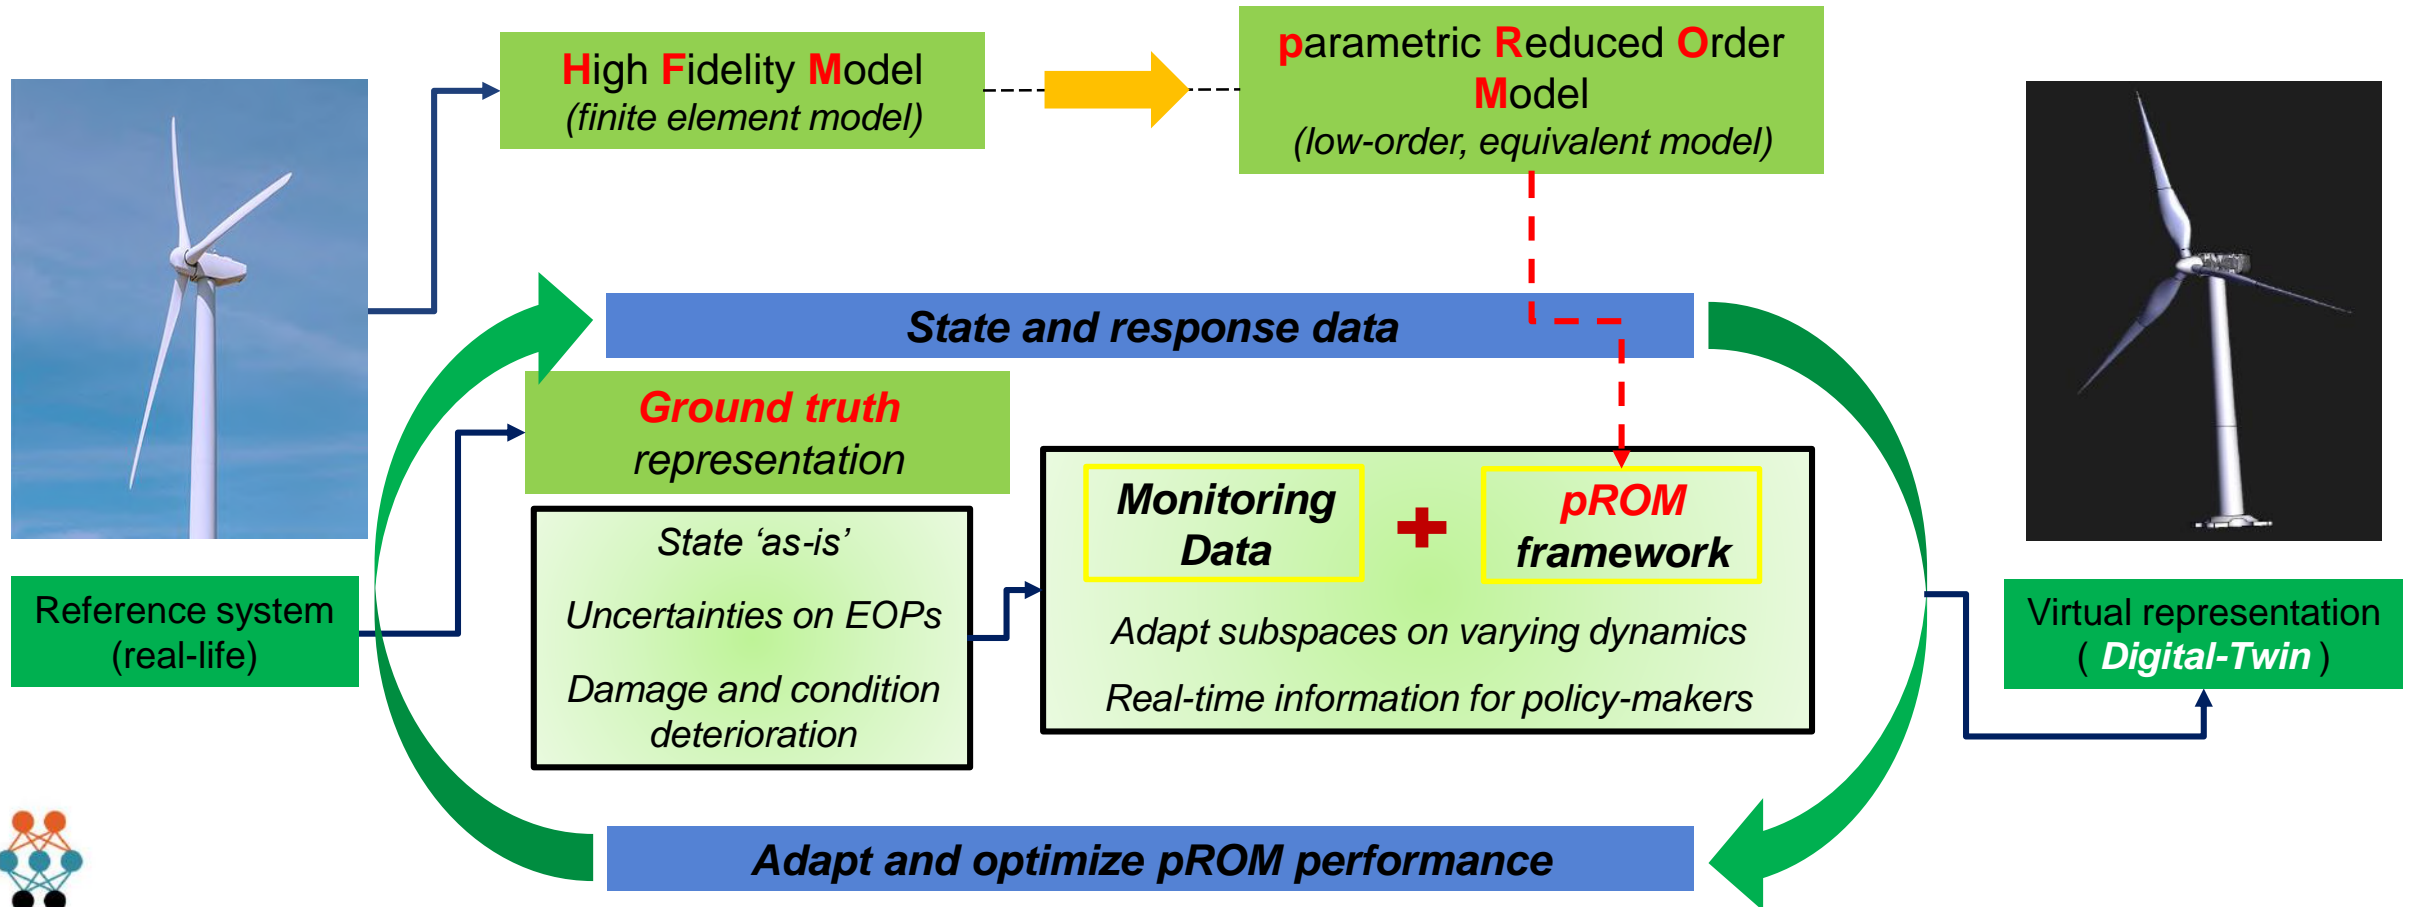 High Fidelity Model
(finite element model)
parametric Reduced Order
Model
(low-order, equivalent model)
State and response data
Ground truth
representation
State ‘as-is’
Uncertainties on EOPs
Damage and condition
deterioration
Monitoring
Data
pROM
framework
Adapt subspaces on varying dynamics
Real-time information for policy-makers
Reference system
(real-life)
Virtual representation
( Digital-Twin )
Adapt and optimize pROM performance